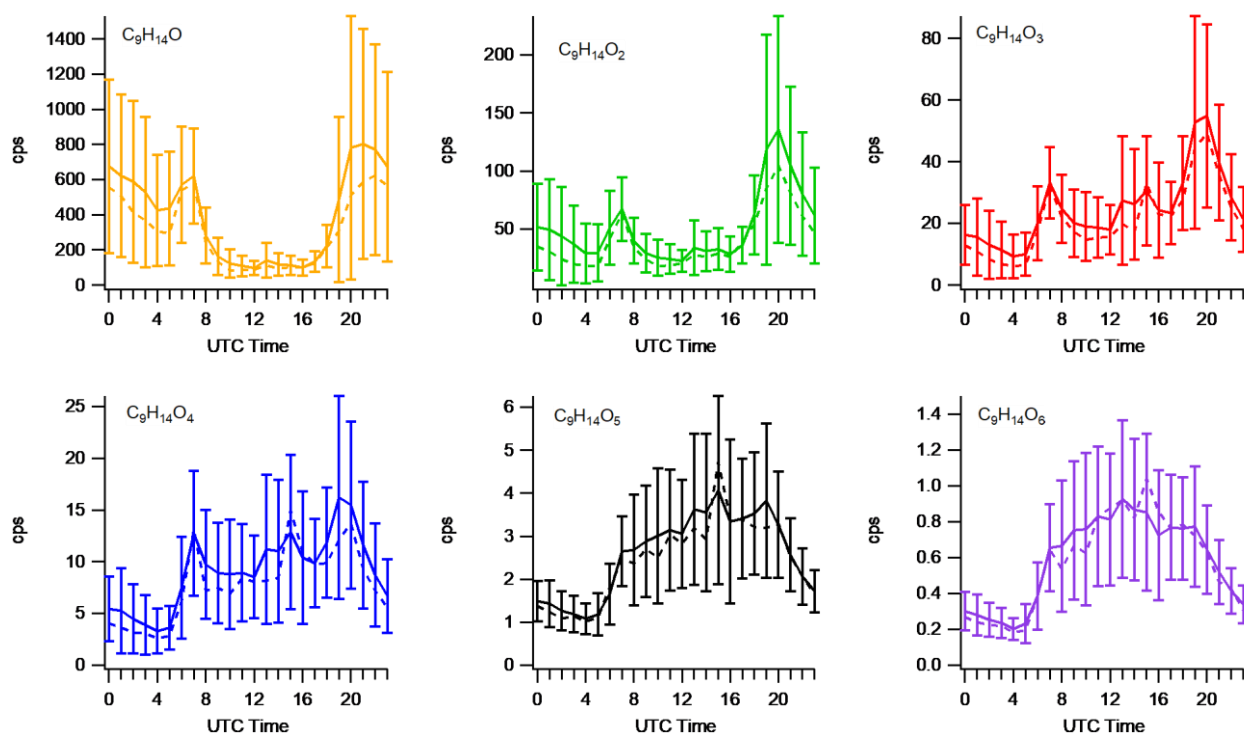 C₉H₁₄O
1400
1200
1000
800
600
400
200
0
cps
0 4 8 12 16 20
UTC Time
C₉H₁₄O₂
200
150
100
50
cps
0 4 8 12 16 20
UTC Time
C₉H₁₄O₃
80
60
40
20
0
cps
0 4 8 12 16 20
UTC Time
C₉H₁₄O₄
25
20
15
10
5
0
cps
0 4 8 12 16 20
UTC Time
C₉H₁₄O₅
6
5
4
3
2
1
0
cps
0 4 8 12 16 20
UTC Time
C₉H₁₄O₆
1.4
1.2
1.0
0.8
0.6
0.4
0.2
0.0
cps
0 4 8 12 16 20
UTC Time